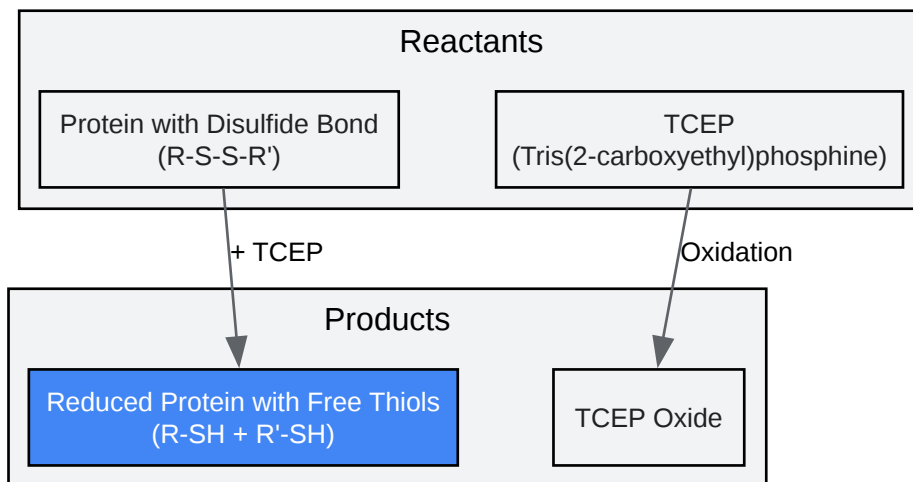 Reactants
Protein with Disulfide Bond
(R-S-S-R')
TCEP
(Tris(2-carboxyethyl)phosphine)
+ TCEP
Oxidation
Products
Reduced Protein with Free Thiols
(R-SH + R'-SH)
TCEP Oxide